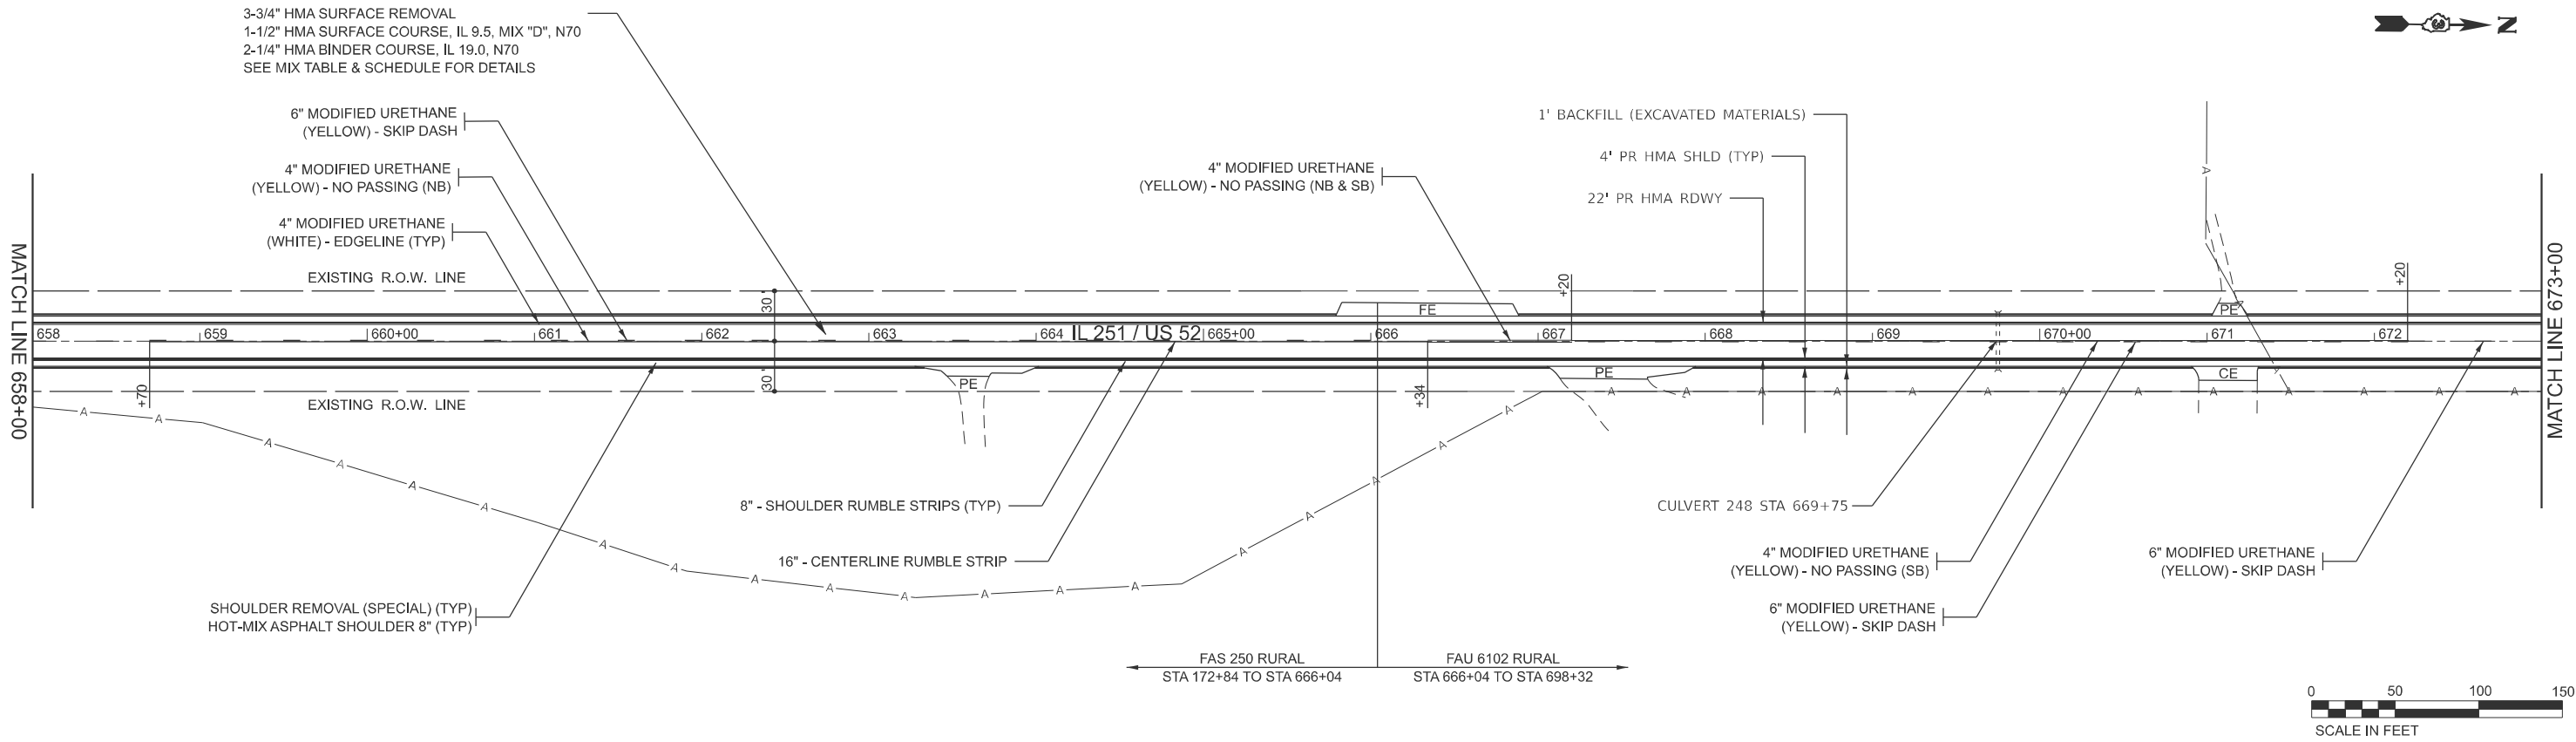 3-3/4" HMA SURFACE REMOVAL
1-1/2" HMA SURFACE COURSE, IL 9.5, MIX "D", N70
2-1/4" HMA BINDER COURSE, IL 19.0, N70
SEE MIX TABLE & SCHEDULE FOR DETAILS
N
6" MODIFIED URETHANE
(YELLOW) - SKIP DASH
4" MODIFIED URETHANE
(YELLOW) - NO PASSING (NB)
4" MODIFIED URETHANE
(WHITE) - EDGELINE (TYP)
4" MODIFIED URETHANE
(YELLOW) - NO PASSING (NB & SB)
1' BACKFILL (EXCAVATED MATERIALS)
4' PR HMA SHLD (TYP)
22' PR HMA RDWY
MATCH LINE 658+00
MATCH LINE 673+00
EXISTING R.O.W. LINE
30'
+20
+20
A
FE
PE
658
659
660+00
661
662
663
664
IL 251 / US 52
665+00
666
667
668
669
670+00
671
672
+70
30'
PE
+34
PE
CE
EXISTING R.O.W. LINE
A A A A A A A A A A A A A A A A A A A
A A A A A A A A A A A A A
8" - SHOULDER RUMBLE STRIPS (TYP)
CULVERT 248 STA 669+75
16" - CENTERLINE RUMBLE STRIP
4" MODIFIED URETHANE
(YELLOW) - NO PASSING (SB)
6" MODIFIED URETHANE
(YELLOW) - SKIP DASH
SHOULDER REMOVAL (SPECIAL) (TYP)
HOT-MIX ASPHALT SHOULDER 8" (TYP)
6" MODIFIED URETHANE
(YELLOW) - SKIP DASH
FAS 250 RURAL
STA 172+84 TO STA 666+04
FAU 6102 RURAL
STA 666+04 TO STA 698+32
0 50 100 150
SCALE IN FEET